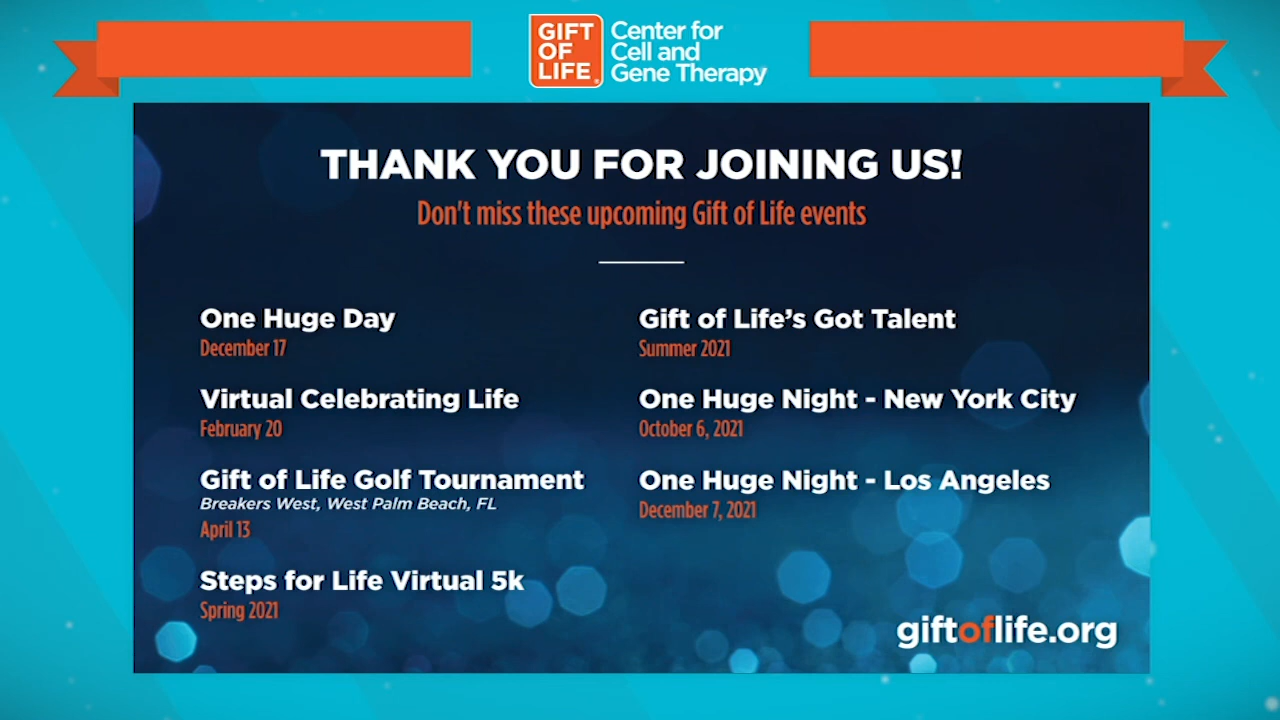 GIFT
OF
LIFE
Center for
Cell and
Gene Therapy
THANK YOU FOR JOINING US!
Don't miss these upcoming Gift of Life events
One Huge Day
December 17
Virtual Celebrating Life
February 20
Gift of Life Golf Tournament
Breakers West, West Palm Beach, FL
April 13
Steps for Life Virtual 5k
Spring 2021
Gift of Life’s Got Talent
Summer 2021
One Huge Night - New York City
October 6, 2021
One Huge Night - Los Angeles
December 7, 2021
giftoflife.org